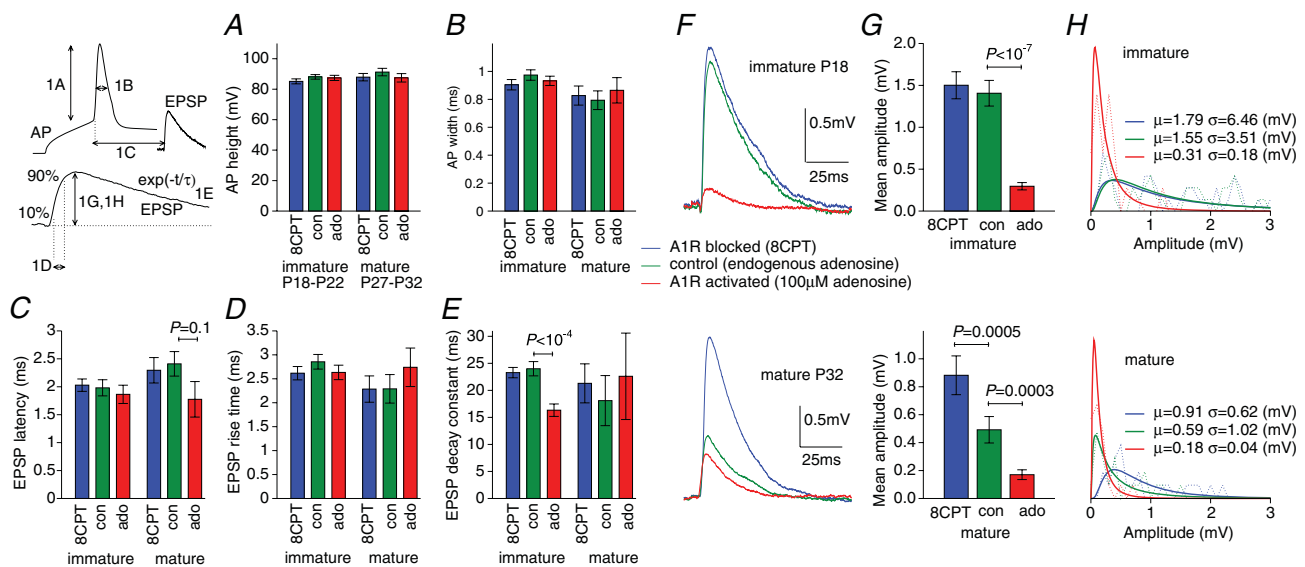 1A
1B
AP
EPSP
1C
90%
10%
exp(-t/τ)
1E
EPSP
1G,1H
1D
A
AP height (mV)
100
80
60
40
20
0
8CPT
con
ado
8CPT
con
ado
immature
P18-P22
mature
P27-P32
B
AP width (ms)
1
0.8
0.6
0.4
0.2
0
8CPT
con
ado
8CPT
con
ado
immature
mature
C
EPSP latency (ms)
3
2.5
2
1.5
1
0.5
0
P=0.1
8CPT
con
ado
8CPT
con
ado
immature
mature
D
EPSP rise time (ms)
3.5
3
2.5
2
1.5
1
0.5
0
8CPT
con
ado
8CPT
con
ado
immature
mature
E
EPSP decay constant (ms)
30
25
20
15
10
5
0
P<10⁻⁴
8CPT
con
ado
8CPT
con
ado
immature
mature
F
immature P18
0.5mV
25ms
A1R blocked (8CPT)
control (endogenous adenosine)
A1R activated (100μM adenosine)
mature P32
0.5mV
25ms
G
Mean amplitude (mV)
2.0
1.5
1.0
0.5
0.0
P<10⁻⁷
8CPT
con
ado
immature
Mean amplitude (mV)
1.0
0.8
0.6
0.4
0.2
0.0
P=0.0005
P=0.0003
8CPT
con
ado
mature
H
immature
μ=1.79 σ=6.46 (mV)
μ=1.55 σ=3.51 (mV)
μ=0.31 σ=0.18 (mV)
0 1 2 3
Amplitude (mV)
mature
μ=0.91 σ=0.62 (mV)
μ=0.59 σ=1.02 (mV)
μ=0.18 σ=0.04 (mV)
0 1 2 3
Amplitude (mV)